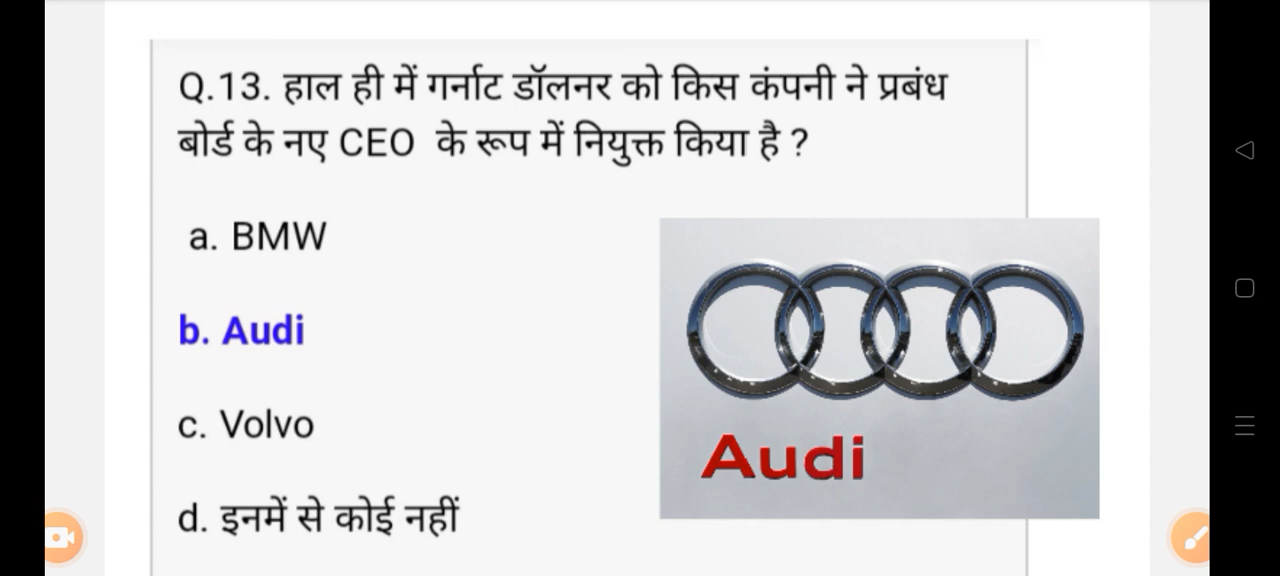 Q.13. हाल ही में गर्नाट डॉलनर को किस कंपनी ने प्रबंध
बोर्ड के नए CEO के रूप में नियुक्त किया है ?
a. BMW
b. Audi
c. Volvo
d. इनमें से कोई नहीं
Audi